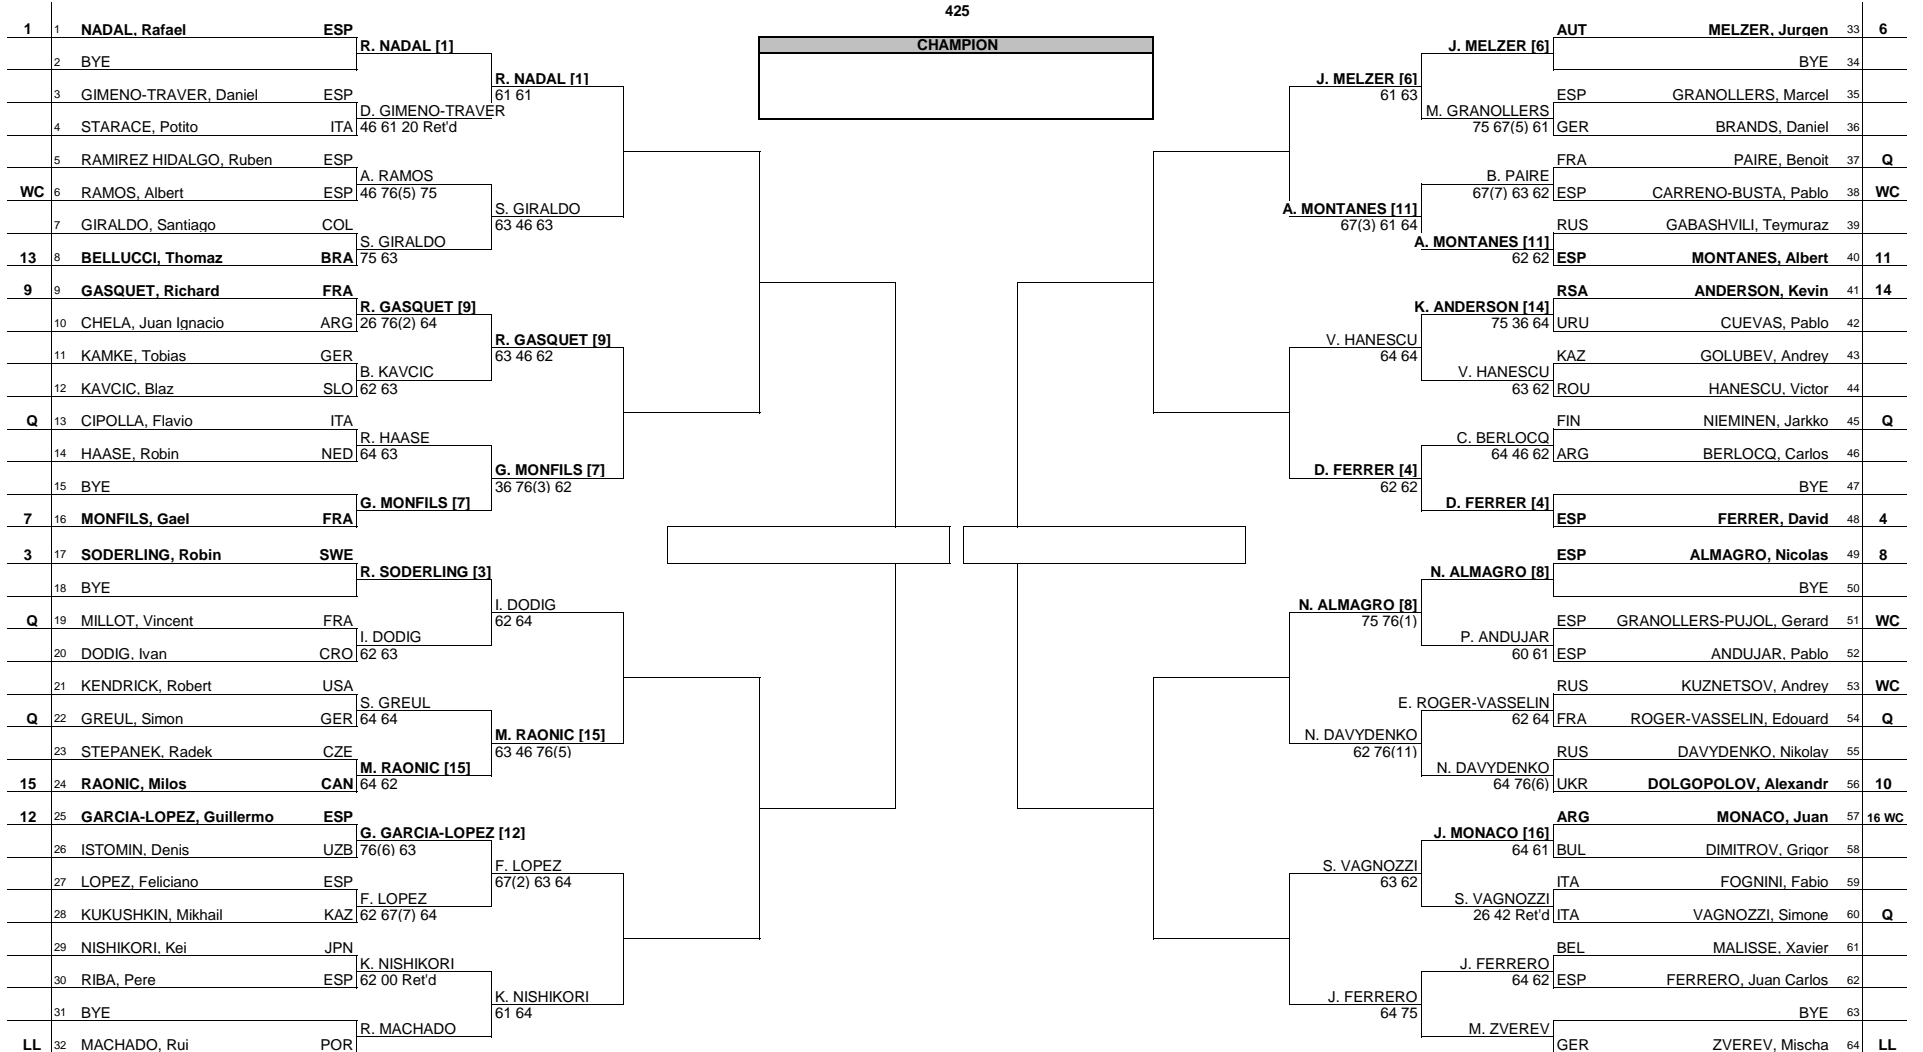 425
CHAMPION
1 1 NADAL, Rafael ESP
R. NADAL [1]
2 BYE
R. NADAL [1]
61 61
3 GIMENO-TRAVER, Daniel ESP
D. GIMENO-TRAVER
4 STARACE, Potito ITA 46 61 20 Ret'd
5 RAMIREZ HIDALGO, Ruben ESP
A. RAMOS
WC 6 RAMOS, Albert ESP 46 76(5) 75
S. GIRALDO
63 46 63
7 GIRALDO, Santiago COL
S. GIRALDO
13 8 BELLUCCI, Thomaz BRA 75 63
9 9 GASQUET, Richard FRA
R. GASQUET [9]
10 CHELA, Juan Ignacio ARG 26 76(2) 64
R. GASQUET [9]
63 46 62
11 KAMKE, Tobias GER
B. KAVCIC
12 KAVCIC, Blaz SLO 62 63
Q 13 CIPOLLA, Flavio ITA
R. HAASE
14 HAASE, Robin NED 64 63
G. MONFILS [7]
36 76(3) 62
15 BYE
G. MONFILS [7]
7 16 MONFILS, Gael FRA
3 17 SODERLING, Robin SWE
R. SODERLING [3]
18 BYE
I. DODIG
62 64
Q 19 MILLOT, Vincent FRA
I. DODIG
20 DODIG, Ivan CRO 62 63
21 KENDRICK, Robert USA
S. GREUL
Q 22 GREUL, Simon GER 64 64
M. RAONIC [15]
63 46 76(5)
23 STEPANEK, Radek CZE
M. RAONIC [15]
15 24 RAONIC, Milos CAN 64 62
12 25 GARCIA-LOPEZ, Guillermo ESP
G. GARCIA-LOPEZ [12]
26 ISTOMIN, Denis UZB 76(6) 63
F. LOPEZ
67(2) 63 64
27 LOPEZ, Feliciano ESP
F. LOPEZ
28 KUKUSHKIN, Mikhail KAZ 62 67(7) 64
29 NISHIKORI, Kei JPN
K. NISHIKORI
30 RIBA, Pere ESP 62 00 Ret'd
K. NISHIKORI
61 64
31 BYE
R. MACHADO
LL 32 MACHADO, Rui POR
AUT MELZER, Jurgen 33 6
J. MELZER [6]
BYE 34
J. MELZER [6]
61 63
ESP GRANOLLERS, Marcel 35
M. GRANOLLERS
75 67(5) 61 GER BRANDS, Daniel 36
FRA PAIRE, Benoit 37 Q
B. PAIRE
67(7) 63 62 ESP CARRENO-BUSTA, Pablo 38 WC
A. MONTANES [11]
67(3) 61 64
RUS GABASHVILI, Teymuraz 39
A. MONTANES [11]
62 62 ESP MONTANES, Albert 40 11
RSA ANDERSON, Kevin 41 14
K. ANDERSON [14]
75 36 64 URU CUEVAS, Pablo 42
V. HANESCU
64 64
KAZ GOLUBEV, Andrey 43
V. HANESCU
63 62 ROU HANESCU, Victor 44
FIN NIEMINEN, Jarkko 45 Q
C. BERLOCQ
64 46 62 ARG BERLOCQ, Carlos 46
D. FERRER [4]
62 62
BYE 47
D. FERRER [4]
ESP FERRER, David 48 4
ESP ALMAGRO, Nicolas 49 8
N. ALMAGRO [8]
BYE 50
N. ALMAGRO [8]
75 76(1)
ESP GRANOLLERS-PUJOL, Gerard 51 WC
P. ANDUJAR
60 61 ESP ANDUJAR, Pablo 52
RUS KUZNETSOV, Andrey 53 WC
E. ROGER-VASSELIN
62 64 FRA ROGER-VASSELIN, Edouard 54 Q
N. DAVYDENKO
62 76(11)
RUS DAVYDENKO, Nikolay 55
N. DAVYDENKO
64 76(6) UKR DOLGOPOLOV, Alexandr 56 10
ARG MONACO, Juan 57 16 WC
J. MONACO [16]
64 61 BUL DIMITROV, Grigor 58
S. VAGNOZZI
63 62
ITA FOGNINI, Fabio 59
S. VAGNOZZI
26 42 Ret'd ITA VAGNOZZI, Simone 60 Q
BEL MALISSE, Xavier 61
J. FERRERO
64 62 ESP FERRERO, Juan Carlos 62
J. FERRERO
64 75
BYE 63
M. ZVEREV
GER ZVEREV, Mischa 64 LL